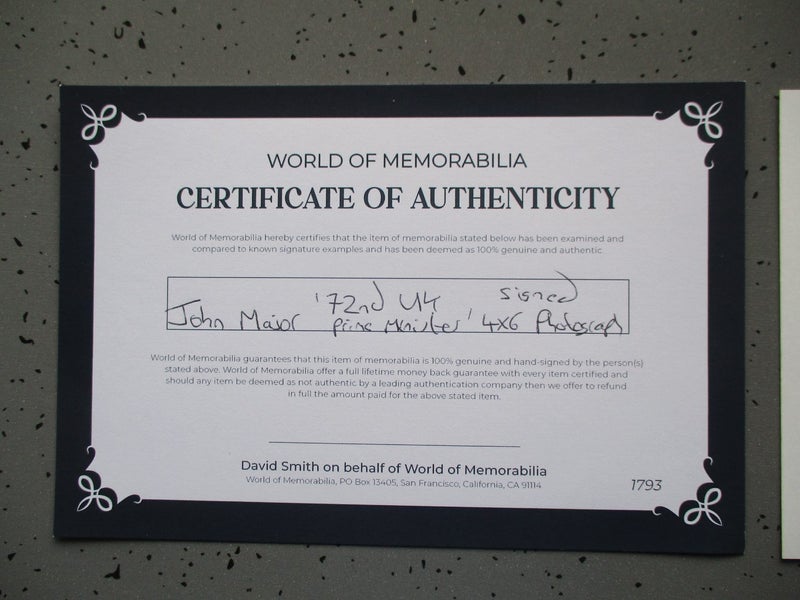 WORLD OF MEMORABILIA
CERTIFICATE OF AUTHENTICITY
World of Memorabilia hereby certifies that the item of memorabilia stated below has been examined and
compared to known signature examples and has been deemed as 100% genuine and authentic.
John Major '72nd UK Prime Minister' signed 4x6 Photograph
World of Memorabilia guarantees that this item of memorabilia is 100% genuine and hand-signed by the person(s)
stated above. World of Memorabilia offer a full lifetime money back guarantee with every item certified and
should any item be deemed as not authentic by a leading authentication company then we offer to refund
in full the amount paid for the above stated item.
David Smith on behalf of World of Memorabilia
World of Memorabilia, PO Box 13405, San Francisco, California, CA 91114
1793